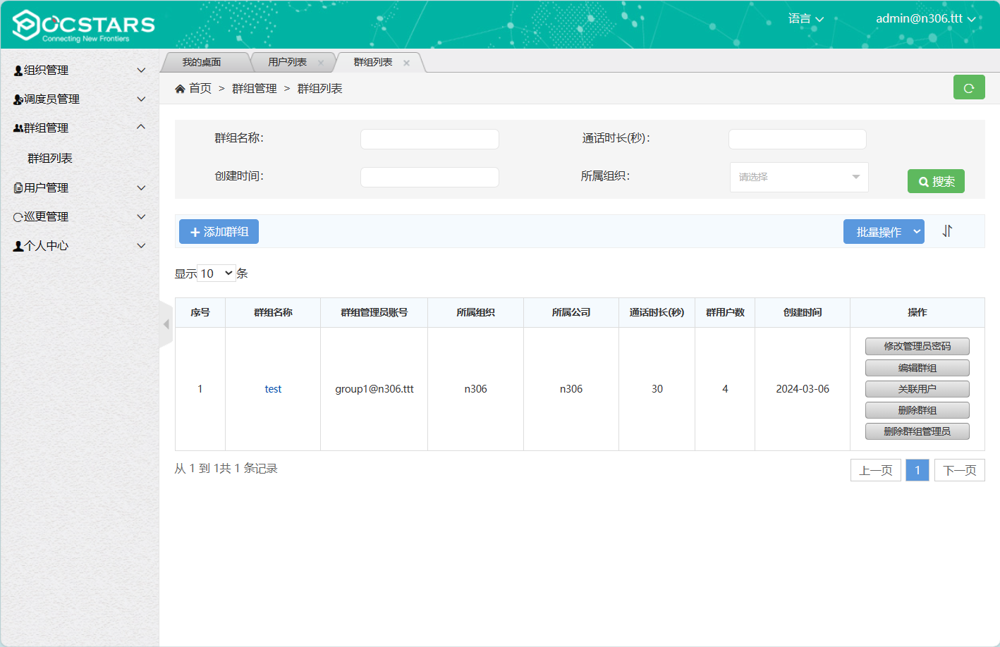 POCSTARS
Connecting New Frontiers
语言
admin@n306.ttt
组织管理
调度员管理
群组管理
群组列表
用户管理
巡更管理
个人中心
我的桌面
用户列表 ×
群组列表 ×
首页 > 群组管理 > 群组列表
群组名称:
通话时长(秒):
创建时间:
所属组织:
请选择
搜索
添加群组
批量操作
显示 10 条
序号 群组名称 群组管理员账号 所属组织 所属公司 通话时长(秒) 群用户数 创建时间 操作
1 test group1@n306.ttt n306 n306 30 4 2024-03-06
修改管理员密码
编辑群组
关联用户
删除群组
删除群组管理员
从 1 到 1共 1 条记录
上一页 1 下一页